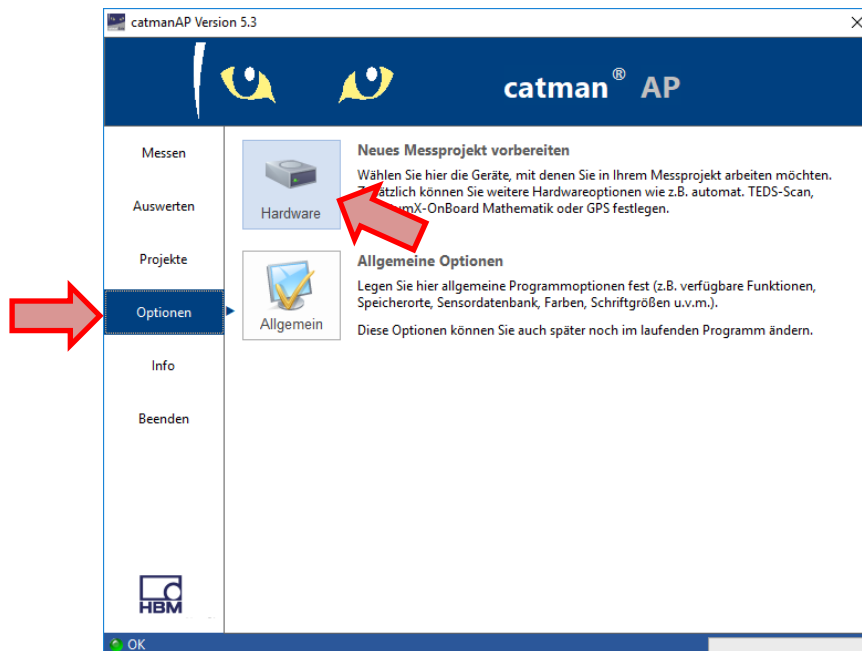 catmanAP Version 5.3
catman® AP
Messen
Auswerten
Projekte
Optionen
Info
Beenden
Hardware
Neues Messprojekt vorbereiten
Wählen Sie hier die Geräte, mit denen Sie in Ihrem Messprojekt arbeiten möchten.
können Sie weitere Hardwareoptionen wie z.B. automat. TEDS-Scan,
OnBoard Mathematik oder GPS festlegen.
Allgemein
Allgemeine Optionen
Legen Sie hier allgemeine Programmoptionen fest (z.B. verfügbare Funktionen,
Speicherorte, Sensordatenbank, Farben, Schriftgrößen u.v.m.).
Diese Optionen können Sie auch später noch im laufenden Programm ändern.
HBM
OK